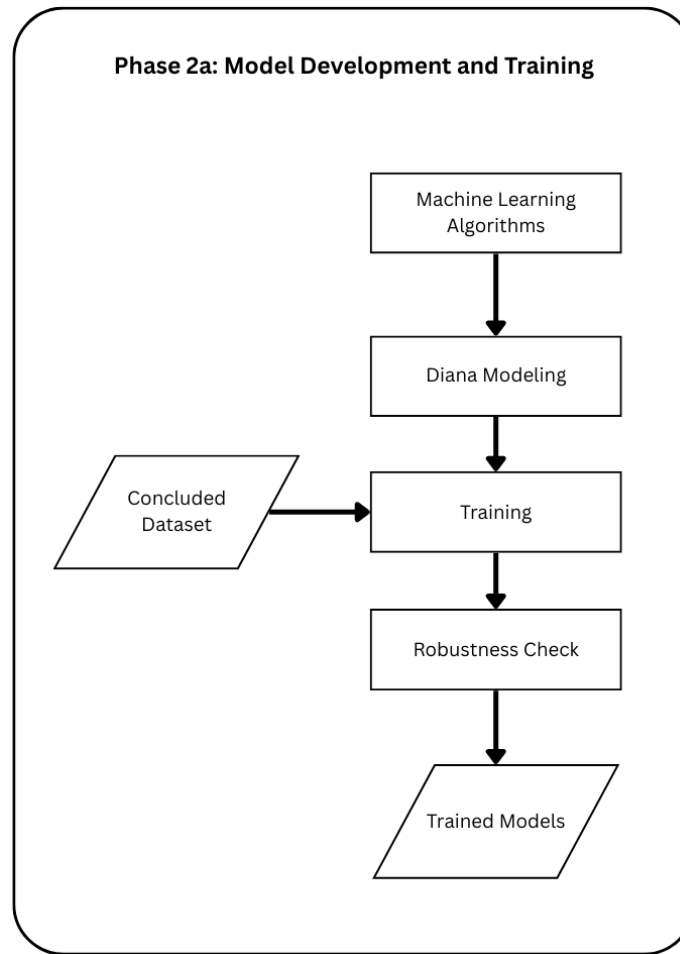 Phase 2a: Model Development and Training
Machine Learning
Algorithms
Diana Modeling
Concluded
Dataset
Training
Robustness Check
Trained Models